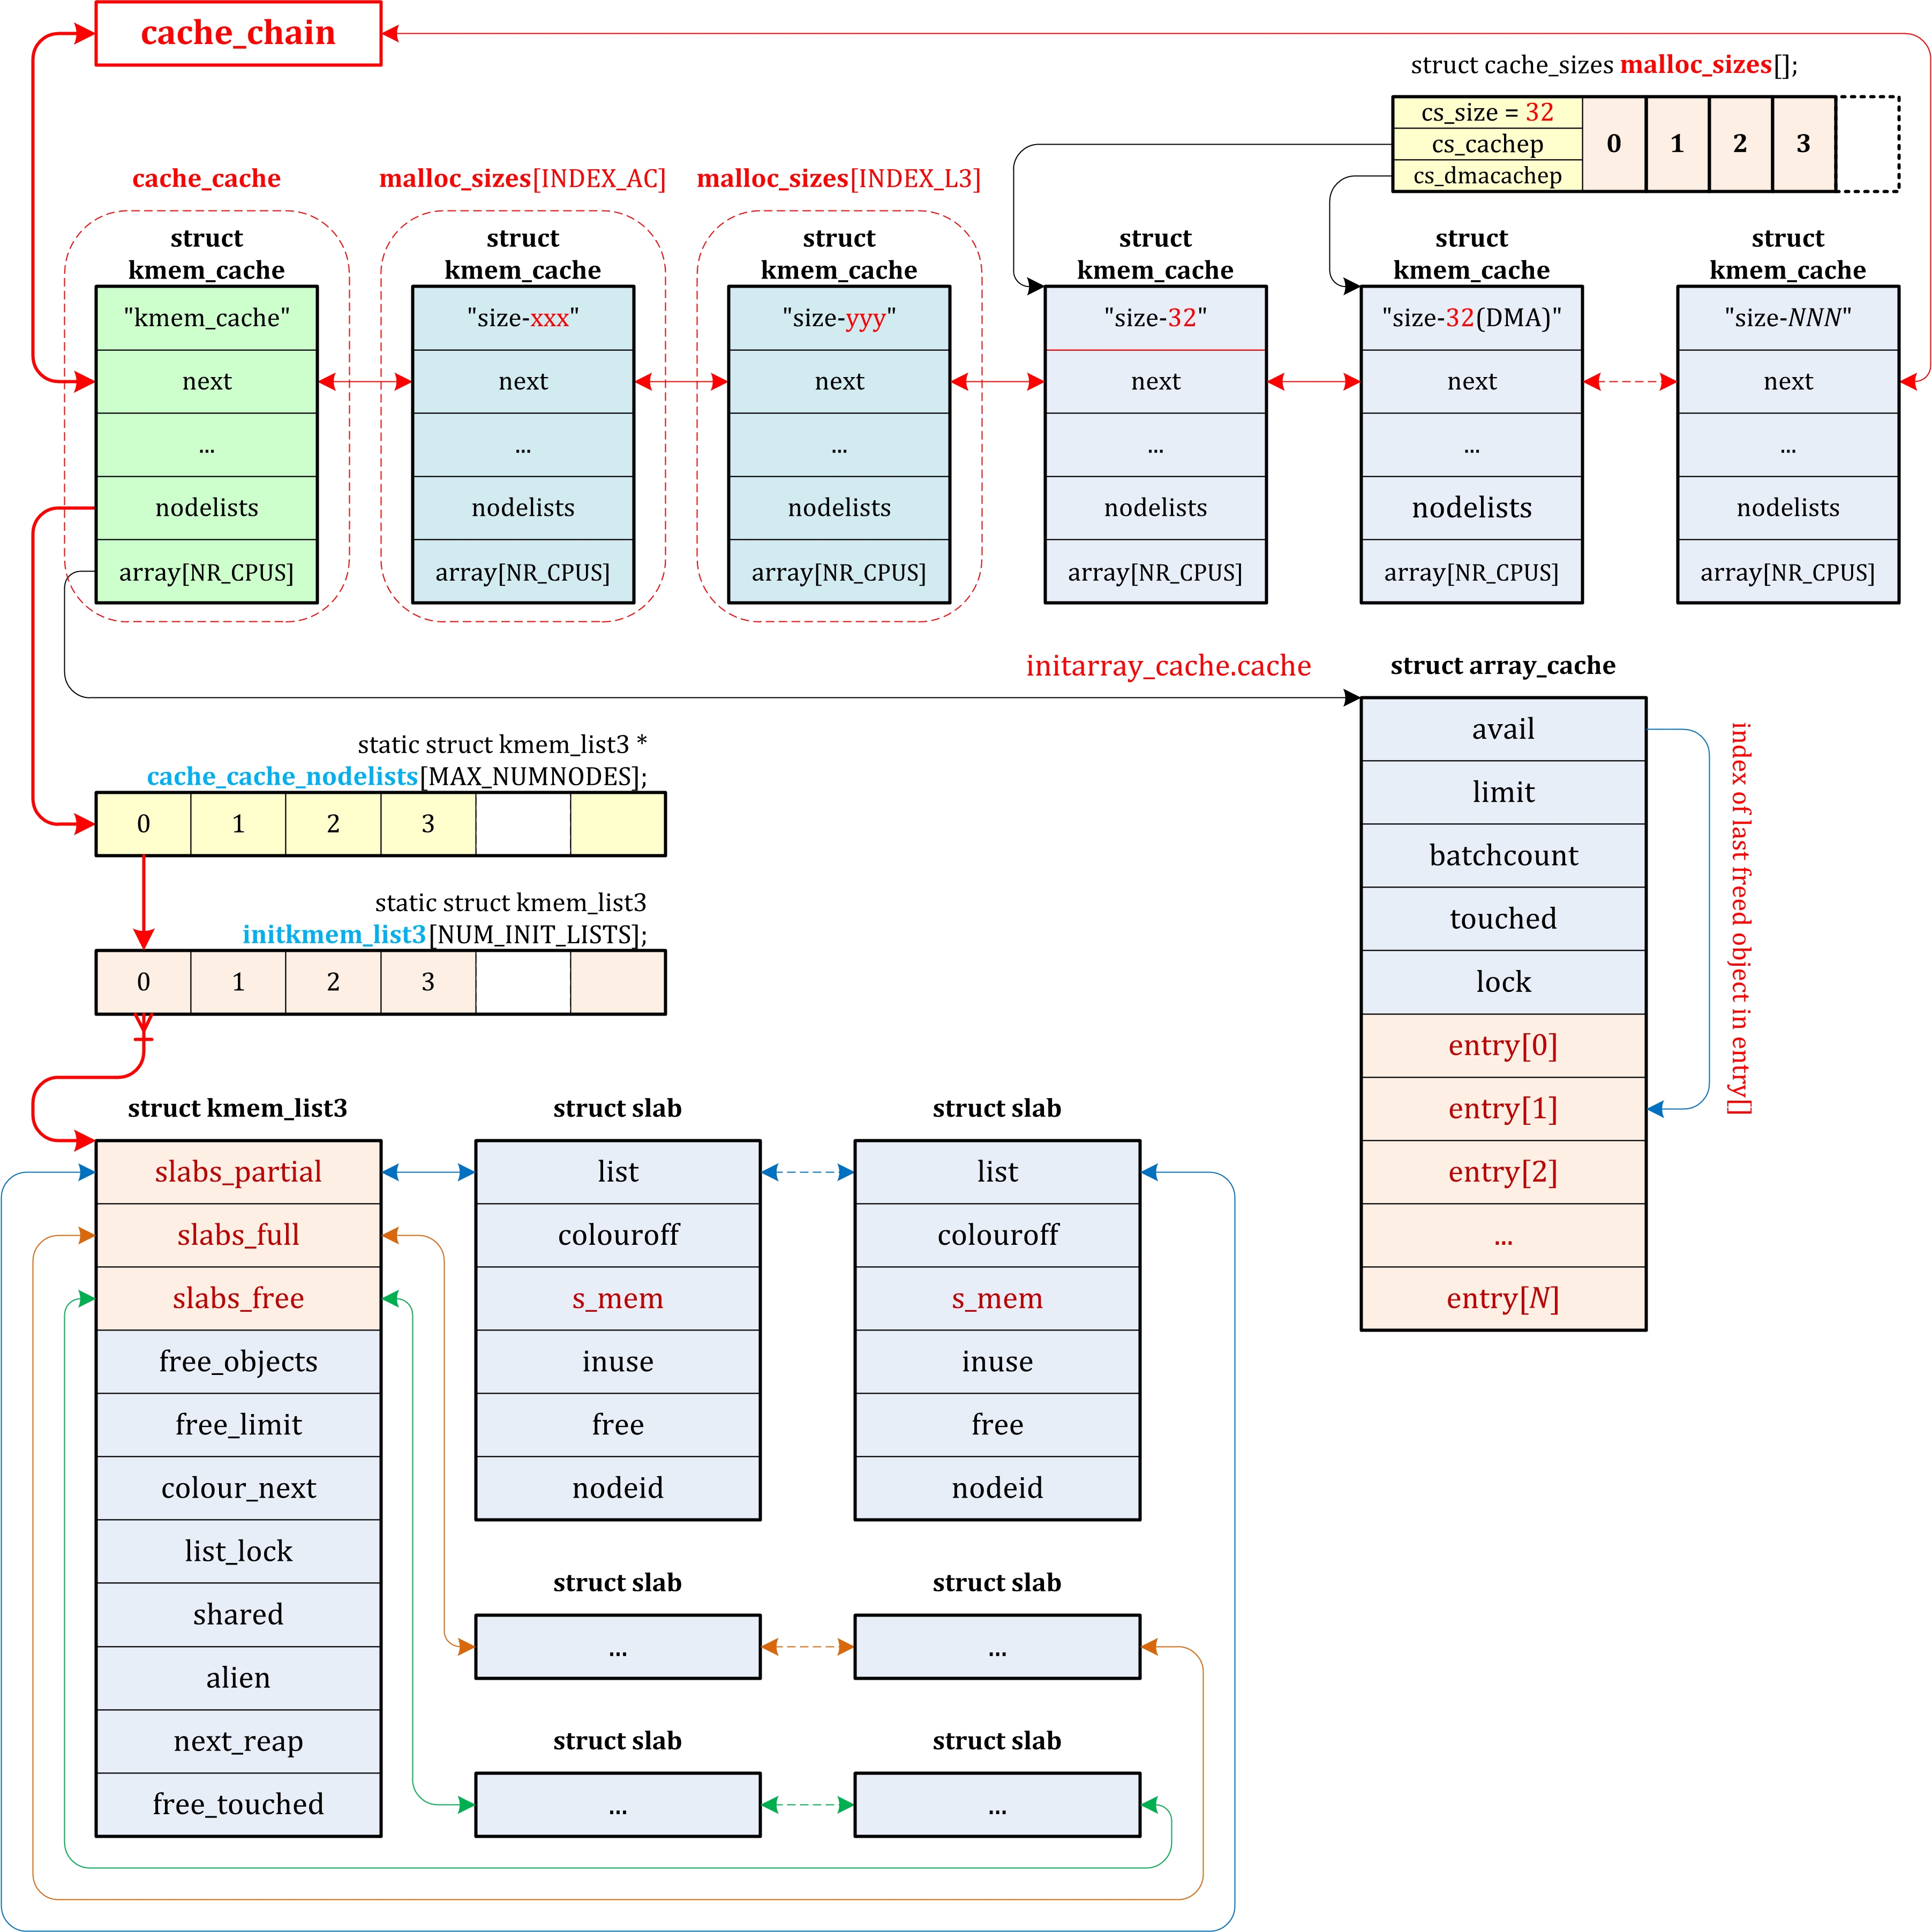 cache_chain
struct cache_sizes malloc_sizes[];
cs_size = 32
cs_cachep
cs_dmacachep
0
1
2
3
cache_cache
malloc_sizes[INDEX_AC]
malloc_sizes[INDEX_L3]
struct
kmem_cache
"kmem_cache"
next
...
nodelists
array[NR_CPUS]
struct
kmem_cache
"size-xxx"
next
...
nodelists
array[NR_CPUS]
struct
kmem_cache
"size-yyy"
next
...
nodelists
array[NR_CPUS]
struct
kmem_cache
"size-32"
next
...
nodelists
array[NR_CPUS]
struct
kmem_cache
"size-32(DMA)"
next
...
nodelists
array[NR_CPUS]
struct
kmem_cache
"size-NNN"
next
...
nodelists
array[NR_CPUS]
initarray_cache.cache
struct array_cache
avail
limit
batchcount
touched
lock
entry[0]
entry[1]
entry[2]
...
entry[N]
index of last freed object in entry[]
static struct kmem_list3 *
cache_cache_nodelists[MAX_NUMNODES];
0
1
2
3
static struct kmem_list3
initkmem_list3[NUM_INIT_LISTS];
0
1
2
3
struct kmem_list3
slabs_partial
slabs_full
slabs_free
free_objects
free_limit
colour_next
list_lock
shared
alien
next_reap
free_touched
struct slab
list
colouroff
s_mem
inuse
free
nodeid
struct slab
list
colouroff
s_mem
inuse
free
nodeid
struct slab
...
struct slab
...
struct slab
...
struct slab
...